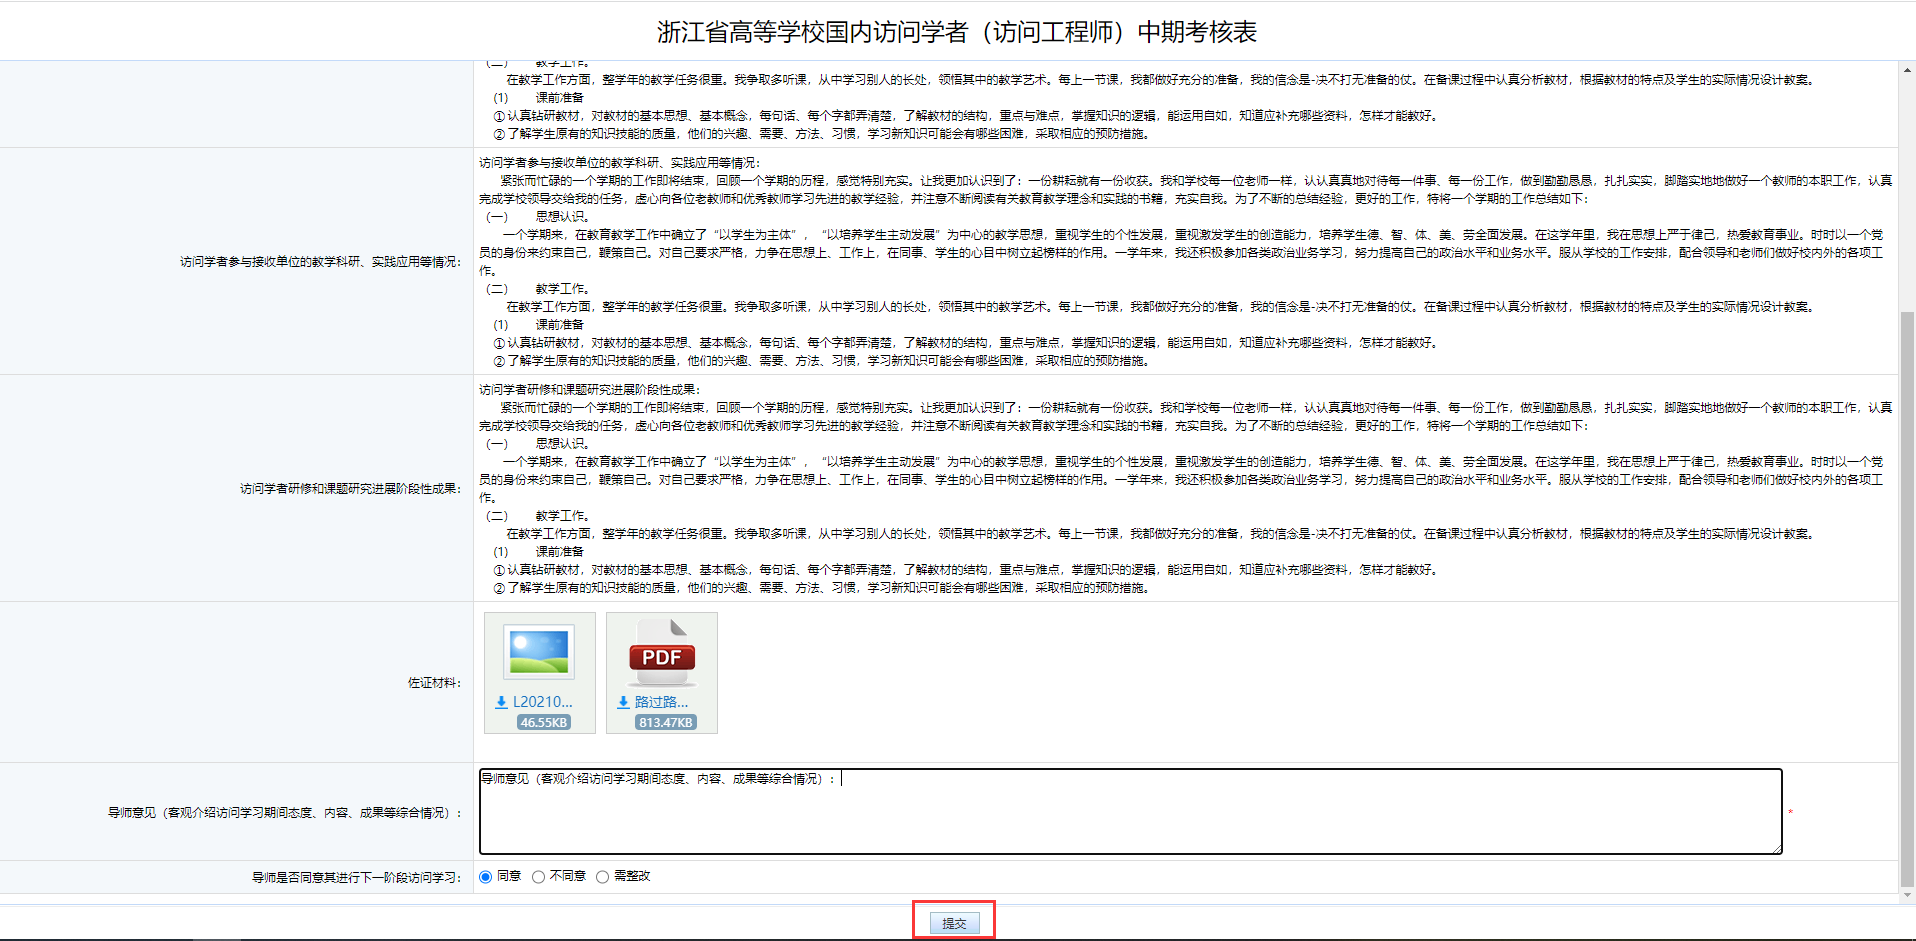 浙江省高等学校国内访问学者（访问工程师）中期考核表
（二） 教学工作。
在教学工作方面，整学年的教学任务很重。我争取多听课，从中学习别人的长处，领悟其中的教学艺术。每上一节课，我都做好充分的准备，我的信念是-决不打无准备的仗。在备课过程中认真分析教材，根据教材的特点及学生的实际情况设计教案。
(1) 课前准备
①认真钻研教材，对教材的基本思想、基本概念，每句话、每个字都弄清楚，了解教材的结构，重点与难点，掌握知识的逻辑，能运用自如，知道应补充哪些资料，怎样才能教好。
②了解学生原有的知识技能的质量，他们的兴趣、需要、方法、习惯，学习新知识可能会有哪些困难，采取相应的预防措施。
访问学者参与接收单位的教学科研、实践应用等情况：
访问学者参与接收单位的教学科研、实践应用等情况：
紧张而忙碌的一个学期的工作即将结束，回顾一个学期的历程，感觉特别充实。让我更加认识到了：一份耕耘就有一份收获。我和学校每一位老师一样，认认真真地对待每一件事、每一份工作，做到勤勤恳恳，扎扎实实，脚踏实地地做好一个教师的本职工作，认真
完成学校领导交给我的任务，虚心向各位老教师和优秀教师学习先进的教学经验，并注意不断阅读有关教育教学理念和实践的书籍，充实自我。为了不断的总结经验，更好的工作，特将一个学期的工作总结如下：
（一） 思想认识。
一个学期来，在教育教学工作中确立了“以学生为主体”，“以培养学生主动发展”为中心的教学思想，重视学生的个性发展，重视激发学生的创造能力，培养学生德、智、体、美、劳全面发展。在这学年里，我在思想上严于律己，热爱教育事业。时时以一个党
员的身份来约束自己，鞭策自己。对自己要求严格，力争在思想上、工作上，在同事、学生的心目中树立起榜样的作用。一学年来，我还积极参加各类政治业务学习，努力提高自己的政治水平和业务水平。服从学校的工作安排，配合领导和老师们做好校内外的各项工
作。
（二） 教学工作。
在教学工作方面，整学年的教学任务很重。我争取多听课，从中学习别人的长处，领悟其中的教学艺术。每上一节课，我都做好充分的准备，我的信念是-决不打无准备的仗。在备课过程中认真分析教材，根据教材的特点及学生的实际情况设计教案。
(1) 课前准备
①认真钻研教材，对教材的基本思想、基本概念，每句话、每个字都弄清楚，了解教材的结构，重点与难点，掌握知识的逻辑，能运用自如，知道应补充哪些资料，怎样才能教好。
②了解学生原有的知识技能的质量，他们的兴趣、需要、方法、习惯，学习新知识可能会有哪些困难，采取相应的预防措施。
访问学者研修和课题研究进展阶段性成果：
访问学者研修和课题研究进展阶段性成果：
紧张而忙碌的一个学期的工作即将结束，回顾一个学期的历程，感觉特别充实。让我更加认识到了：一份耕耘就有一份收获。我和学校每一位老师一样，认认真真地对待每一件事、每一份工作，做到勤勤恳恳，扎扎实实，脚踏实地地做好一个教师的本职工作，认真
完成学校领导交给我的任务，虚心向各位老教师和优秀教师学习先进的教学经验，并注意不断阅读有关教育教学理念和实践的书籍，充实自我。为了不断的总结经验，更好的工作，特将一个学期的工作总结如下：
（一） 思想认识。
一个学期来，在教育教学工作中确立了“以学生为主体”，“以培养学生主动发展”为中心的教学思想，重视学生的个性发展，重视激发学生的创造能力，培养学生德、智、体、美、劳全面发展。在这学年里，我在思想上严于律己，热爱教育事业。时时以一个党
员的身份来约束自己，鞭策自己。对自己要求严格，力争在思想上、工作上，在同事、学生的心目中树立起榜样的作用。一学年来，我还积极参加各类政治业务学习，努力提高自己的政治水平和业务水平。服从学校的工作安排，配合领导和老师们做好校内外的各项工
作。
（二） 教学工作。
在教学工作方面，整学年的教学任务很重。我争取多听课，从中学习别人的长处，领悟其中的教学艺术。每上一节课，我都做好充分的准备，我的信念是-决不打无准备的仗。在备课过程中认真分析教材，根据教材的特点及学生的实际情况设计教案。
(1) 课前准备
①认真钻研教材，对教材的基本思想、基本概念，每句话、每个字都弄清楚，了解教材的结构，重点与难点，掌握知识的逻辑，能运用自如，知道应补充哪些资料，怎样才能教好。
②了解学生原有的知识技能的质量，他们的兴趣、需要、方法、习惯，学习新知识可能会有哪些困难，采取相应的预防措施。
佐证材料：
PDF
L20210... 路过路...
46.55KB 813.47KB
导师意见（客观介绍访问学习期间态度、内容、成果等综合情况）：
导师意见（客观介绍访问学习期间态度、内容、成果等综合情况）： *
导师是否同意其进行下一阶段访问学习： 同意 不同意 需整改
提交